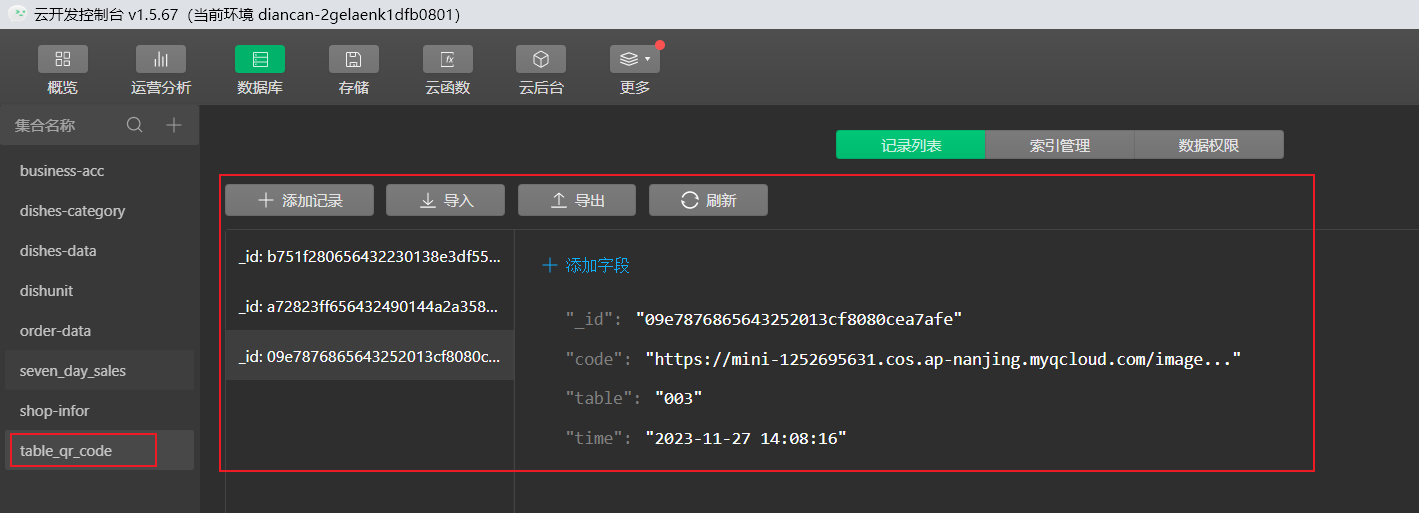 云开发控制台 v1.5.67 (当前环境 diancan-2gelaenk1dfb0801)
概览 运营分析 数据库 存储 云函数 云后台 更多
集合名称
business-acc
dishes-category
dishes-data
dishunit
order-data
seven_day_sales
shop-infor
table_qr_code
记录列表 索引管理 数据权限
添加记录 导入 导出 刷新
_id: b751f280656432230138e3df55...
_id: a72823ff656432490144a2a358...
_id: 09e7876865643252013cf8080c...
添加字段
"_id": "09e7876865643252013cf8080cea7afe"
"code": "https://mini-1252695631.cos.ap-nanjing.myqcloud.com/image..."
"table": "003"
"time": "2023-11-27 14:08:16"